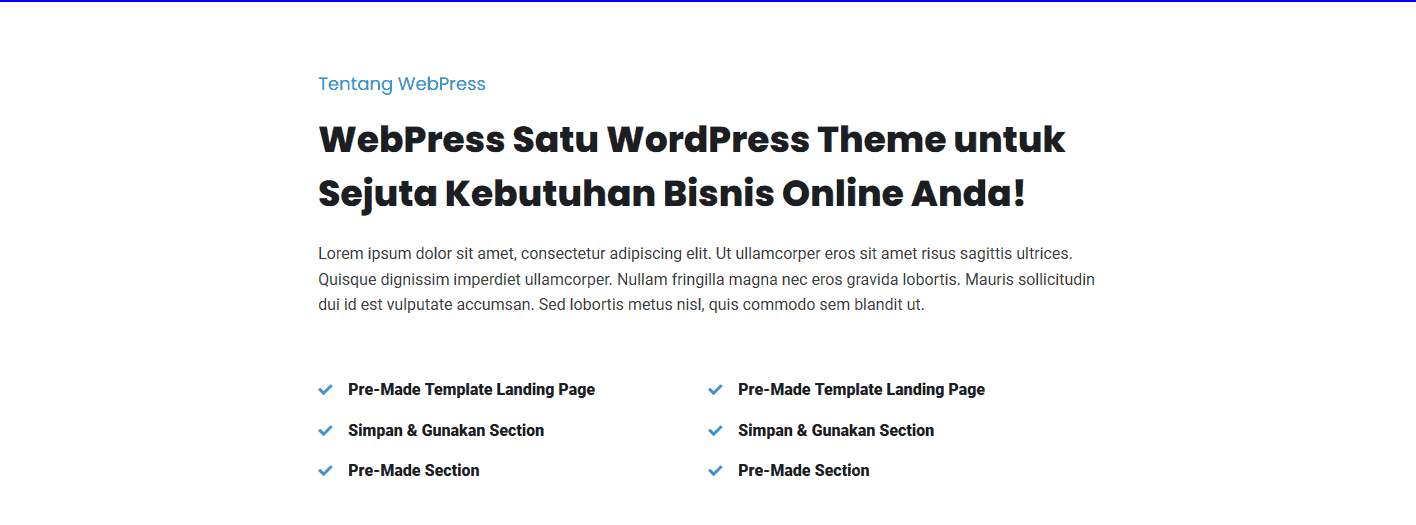 Tentang WebPress
WebPress Satu WordPress Theme untuk
Sejuta Kebutuhan Bisnis Online Anda!
Lorem ipsum dolor sit amet, consectetur adipiscing elit. Ut ullamcorper eros sit amet risus sagittis ultrices.
Quisque dignissim imperdiet ullamcorper. Nullam fringilla magna nec eros gravida lobortis. Mauris sollicitudin
dui id est vulputate accumsan. Sed lobortis metus nisl, quis commodo sem blandit ut.
Pre-Made Template Landing Page
Simpan & Gunakan Section
Pre-Made Section
Pre-Made Template Landing Page
Simpan & Gunakan Section
Pre-Made Section